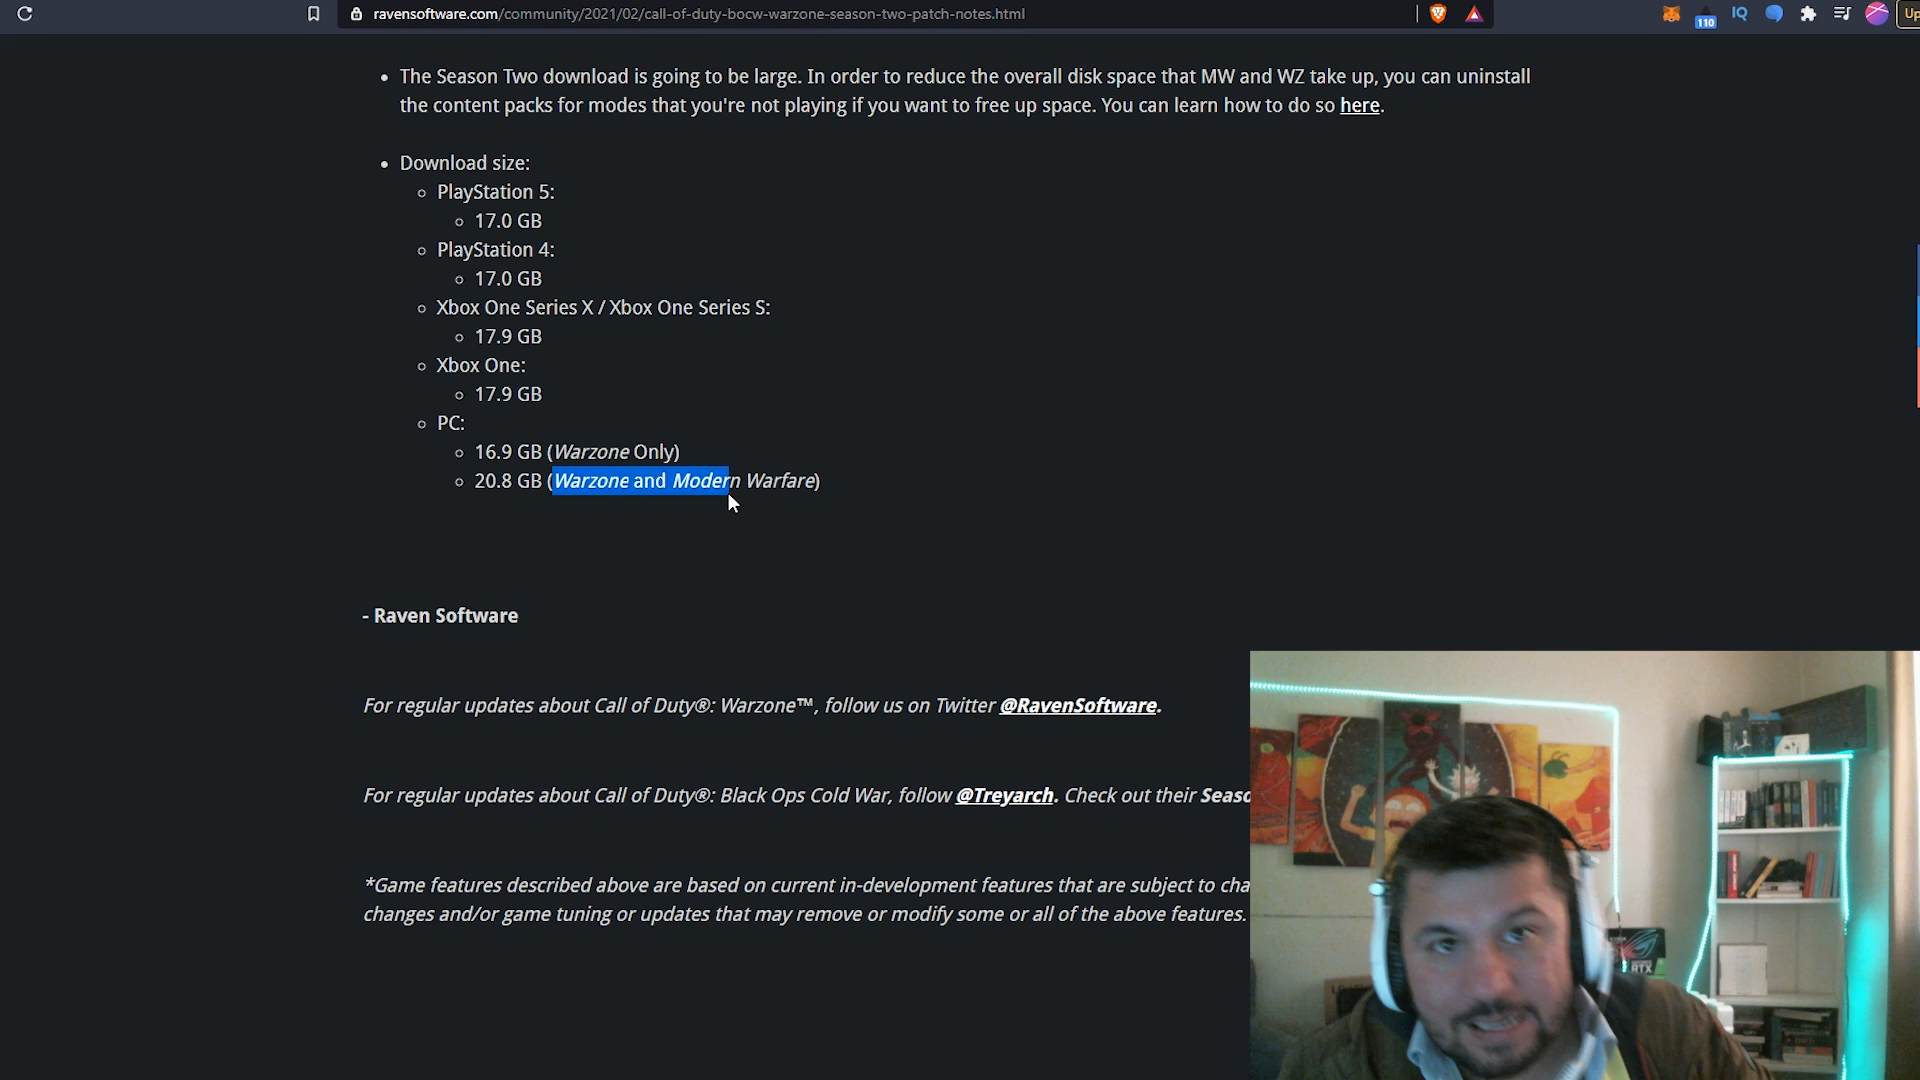 ravensoftware.com/community/2021/02/call-of-duty-bocw-warzone-season-two-patch-notes.html
110
IQ
Up
The Season Two download is going to be large. In order to reduce the overall disk space that MW and WZ take up, you can uninstall
the content packs for modes that you're not playing if you want to free up space. You can learn how to do so here.
Download size:
PlayStation 5:
17.0 GB
PlayStation 4:
17.0 GB
Xbox One Series X / Xbox One Series S:
17.9 GB
Xbox One:
17.9 GB
PC:
16.9 GB (Warzone Only)
20.8 GB (Warzone and Modern Warfare)
- Raven Software
For regular updates about Call of Duty®: Warzone™, follow us on Twitter @RavenSoftware.
For regular updates about Call of Duty®: Black Ops Cold War, follow @Treyarch. Check out their Seaso
*Game features described above are based on current in-development features that are subject to cha
changes and/or game tuning or updates that may remove or modify some or all of the above features.
RTX